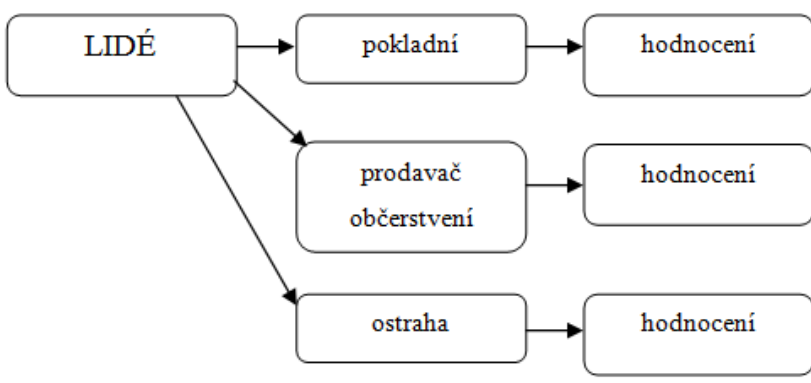 LIDÉ
pokladní
hodnocení
prodavač
občerstvení
hodnocení
ostraha
hodnocení